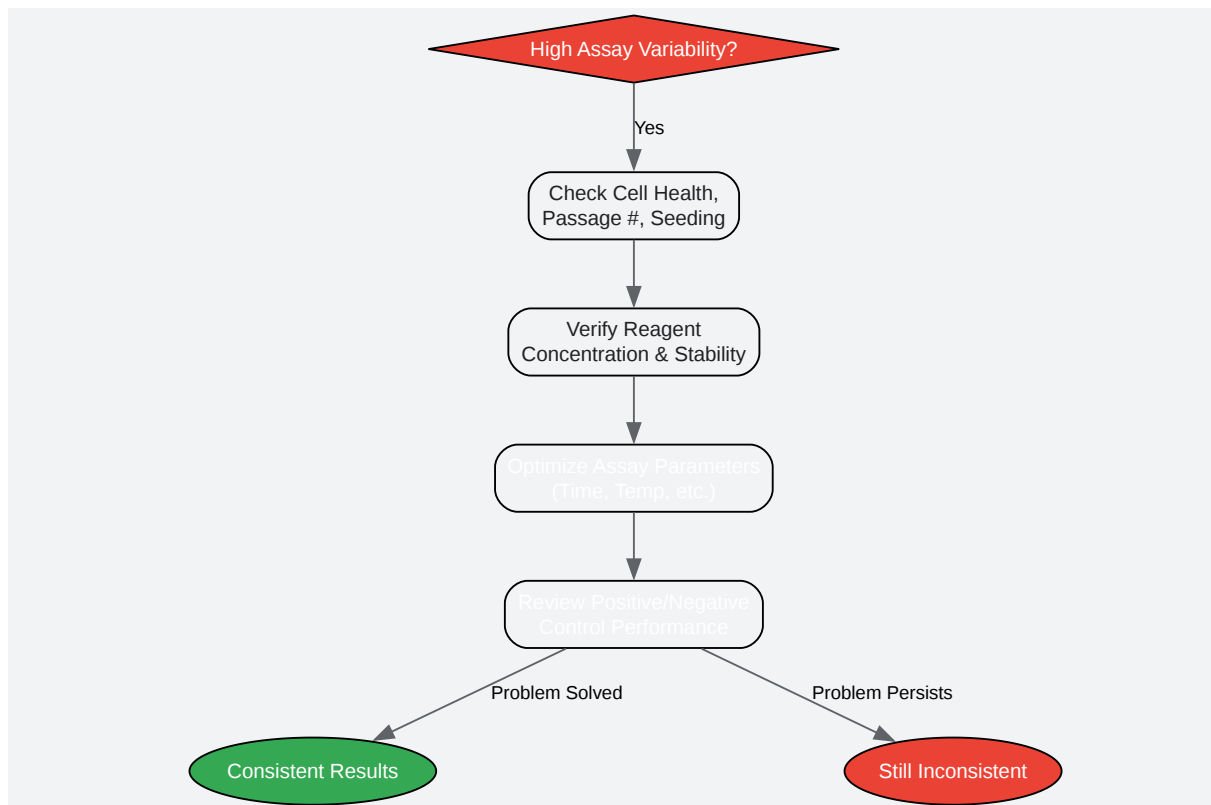 High Assay Variability?
Yes
Check Cell Health,
Passage #, Seeding
Verify Reagent
Concentration & Stability
Optimize Assay Parameters
(Time, Temp, etc.)
Review Positive/Negative
Control Performance
Problem Solved
Problem Persists
Consistent Results
Still Inconsistent